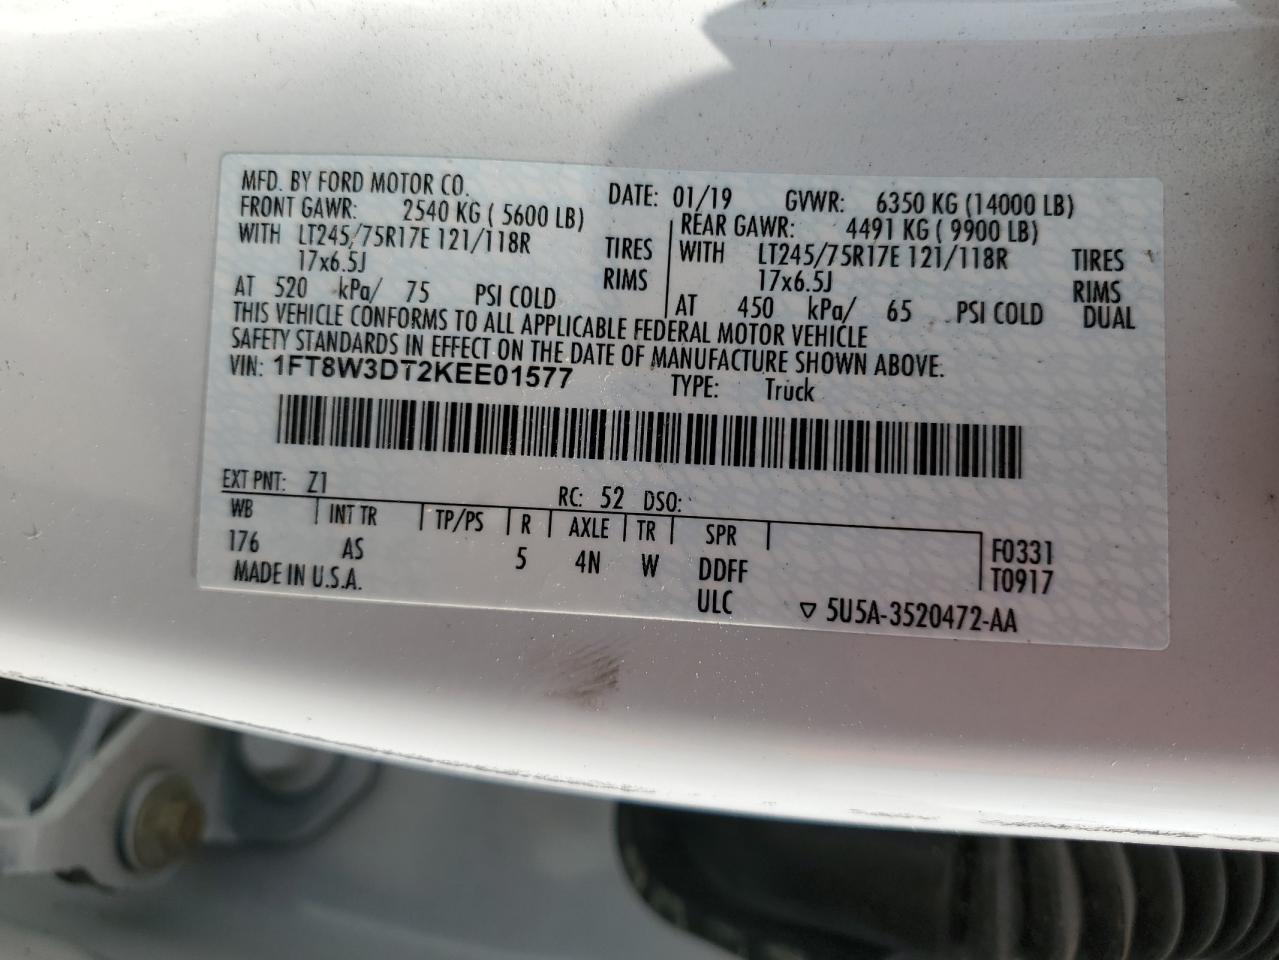 MFD. BY FORD MOTOR CO. DATE: 01/19 GVWR: 6350 KG (14000 LB)
FRONT GAWR: 2540 KG ( 5600 LB) REAR GAWR: 4491 KG ( 9900 LB)
WITH LT245/75R17E 121/118R TIRES WITH LT245/75R17E 121/118R TIRES
17x6.5J RIMS 17x6.5J RIMS
AT 520 kPa/ 75 PSI COLD AT 450 kPa/ 65 PSI COLD DUAL
THIS VEHICLE CONFORMS TO ALL APPLICABLE FEDERAL MOTOR VEHICLE
SAFETY STANDARDS IN EFFECT ON THE DATE OF MANUFACTURE SHOWN ABOVE.
VIN: 1FT8W3DT2KEE01577 TYPE: Truck
EXT PNT: Z1 RC: 52 DSO:
WB INT TR TP/PS R AXLE TR SPR F0331
176 AS 5 4N W DDFF T0917
MADE IN U.S.A. ULC ▽ 5U5A-3520472-AA